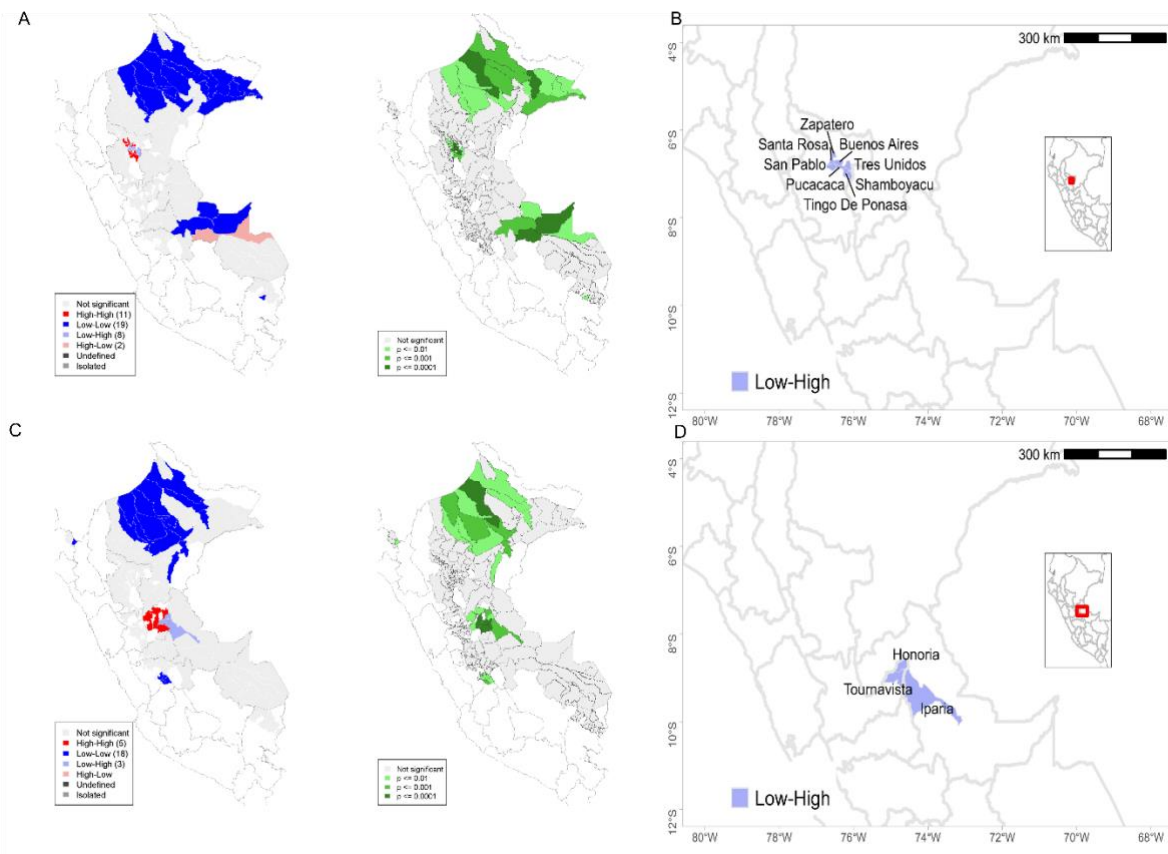 A
Not significant
High-High (11)
Low-Low (19)
Low-High (8)
High-Low (2)
Undefined
Isolated
Not significant
p <= 0.01
p <= 0.001
p <= 0.0001
B
300 km
4°S
6°S
8°S
10°S
12°S
Zapatero
Santa Rosa Buenos Aires
San Pablo Tres Unidos
Pucacaca Shamboyacu
Tingo De Ponasa
Low-High
80°W 78°W 76°W 74°W 72°W 70°W 68°W
C
Not significant
High-High (5)
Low-Low (18)
Low-High (3)
High-Low
Undefined
Isolated
Not significant
p <= 0.01
p <= 0.001
p <= 0.0001
D
300 km
4°S
6°S
8°S
10°S
12°S
Honoria
Tournavista
Iparia
Low-High
80°W 78°W 76°W 74°W 72°W 70°W 68°W